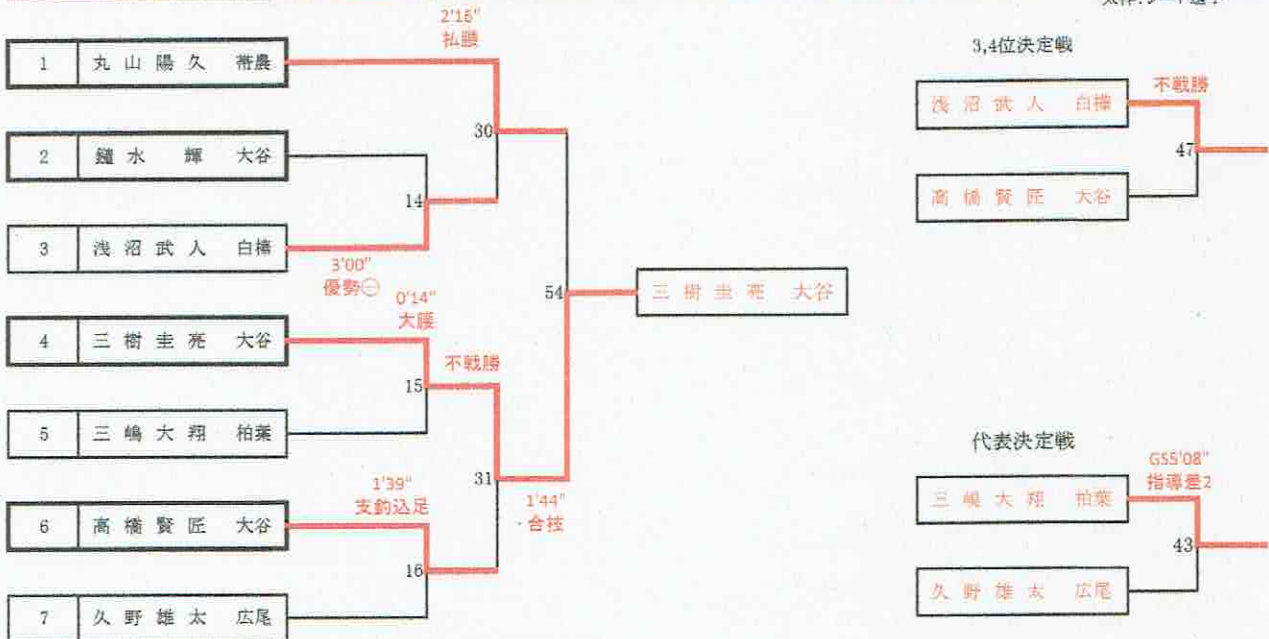 2'16"
払腰
3,4位決定戦
1 丸山陽久 帯農
浅沼武人 白樺
不戦勝
30
47
2 鑓水 輝 大谷
14
高橋賢匠 大谷
3 浅沼武人 白樺
3'00"
優勢㊀
0'14"
大腰
54
三樹圭亮 大谷
4 三樹圭亮 大谷
不戦勝
15
5 三嶋大翔 柏葉
代表決定戦
GS5'08"
指導差2
31
三嶋大翔 柏葉
1'39"
支釣込足
1'44"
合技
6 高橋賢匠 大谷
43
16
久野雄太 広尾
7 久野雄太 広尾